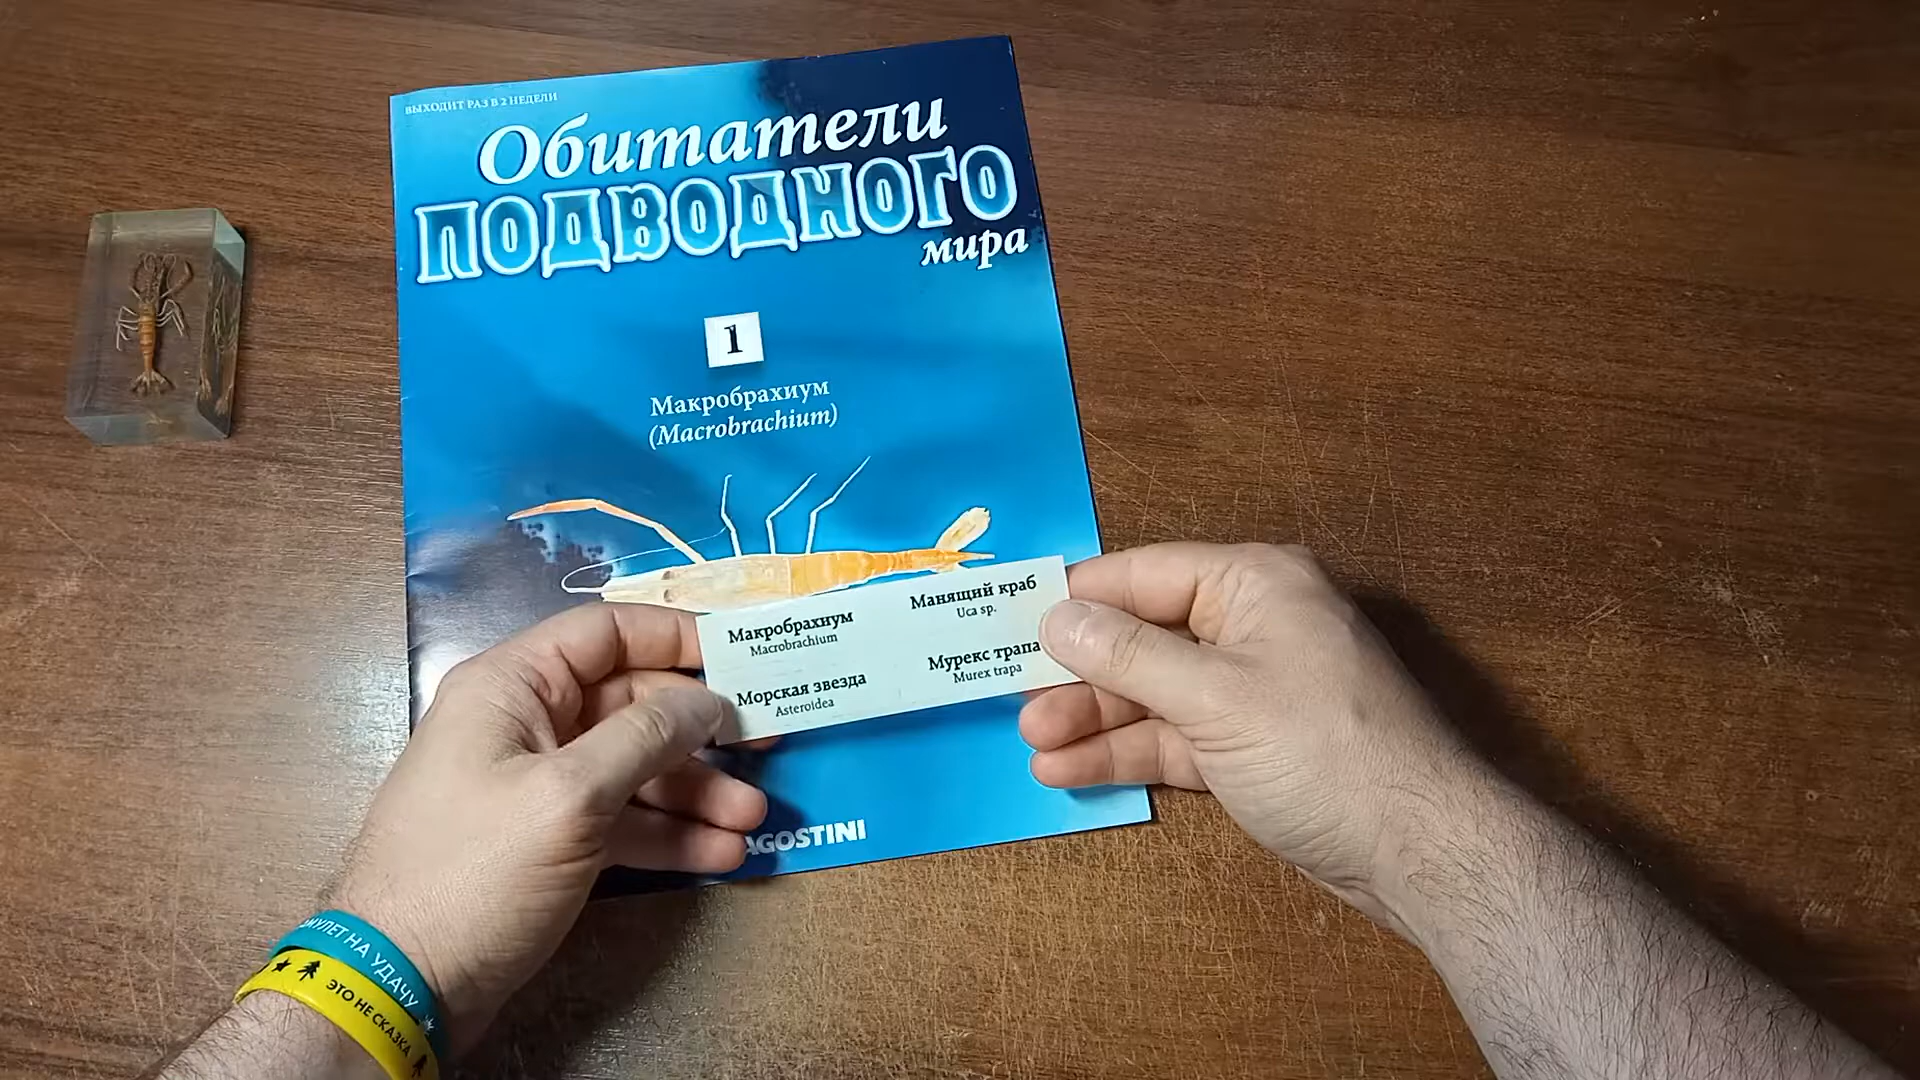 ВЫХОДИТ РАЗ В 2 НЕДЕЛИ
Обитатели
ПОДВОДНОГО
мира
1
Макробрахиум
(Macrobrachium)
Макробрахиум
Macrobrachium
Манящий краб
Uca sp.
Морская звезда
Asteroidea
Мурекс трапа
Murex trapa
AGOSTINI
АМУЛЕТ НА УДАЧУ
ЭТО НЕ СКАЗКА